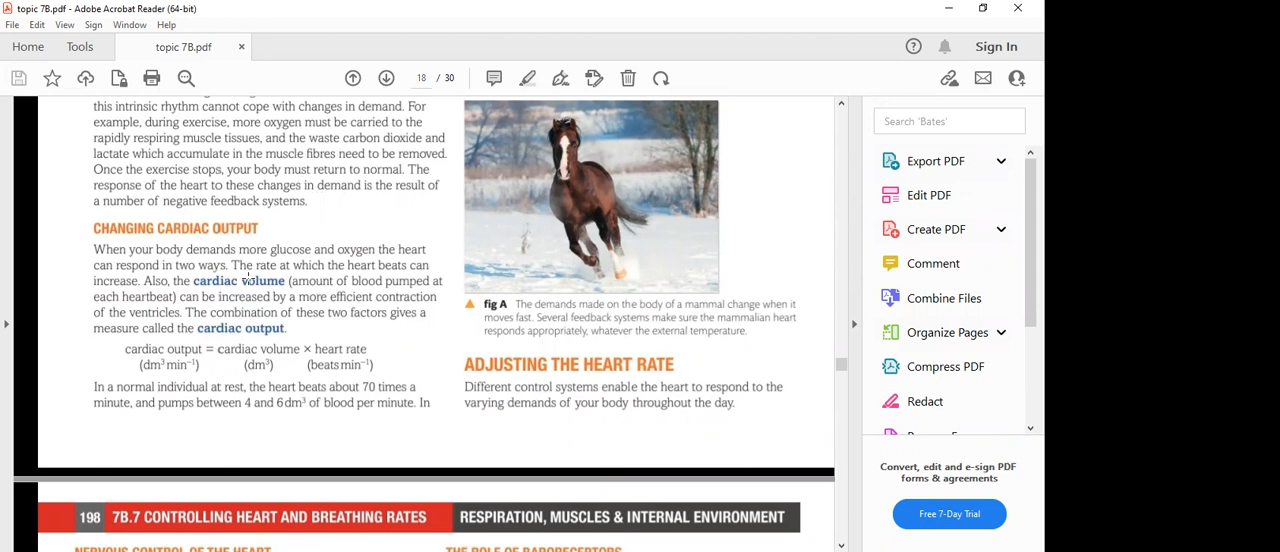 topic 7B.pdf - Adobe Acrobat Reader (64-bit)
File Edit View Sign Window Help
Home Tools topic 7B.pdf × Sign In
18 / 30
this intrinsic rhythm cannot cope with changes in demand. For
example, during exercise, more oxygen must be carried to the
rapidly respiring muscle tissues, and the waste carbon dioxide and
lactate which accumulate in the muscle fibres need to be removed.
Once the exercise stops, your body must return to normal. The
response of the heart to these changes in demand is the result of
a number of negative feedback systems.
CHANGING CARDIAC OUTPUT
When your body demands more glucose and oxygen the heart
can respond in two ways. The rate at which the heart beats can
increase. Also, the cardiac volume (amount of blood pumped at
each heartbeat) can be increased by a more efficient contraction
of the ventricles. The combination of these two factors gives a
measure called the cardiac output.
cardiac output = cardiac volume × heart rate
(dm³ min⁻¹) (dm³) (beats min⁻¹)
In a normal individual at rest, the heart beats about 70 times a
minute, and pumps between 4 and 6 dm³ of blood per minute. In
fig A The demands made on the body of a mammal change when it
moves fast. Several feedback systems make sure the mammalian heart
responds appropriately, whatever the external temperature.
ADJUSTING THE HEART RATE
Different control systems enable the heart to respond to the
varying demands of your body throughout the day.
198 7B.7 CONTROLLING HEART AND BREATHING RATES RESPIRATION, MUSCLES & INTERNAL ENVIRONMENT
NERVOUS CONTROL OF THE HEART
THE ROLE OF BARORECEPTORS
Search 'Bates'
Export PDF
Edit PDF
Create PDF
Comment
Combine Files
Organize Pages
Compress PDF
Redact
Convert, edit and e-sign PDF
forms & agreements
Free 7-Day Trial